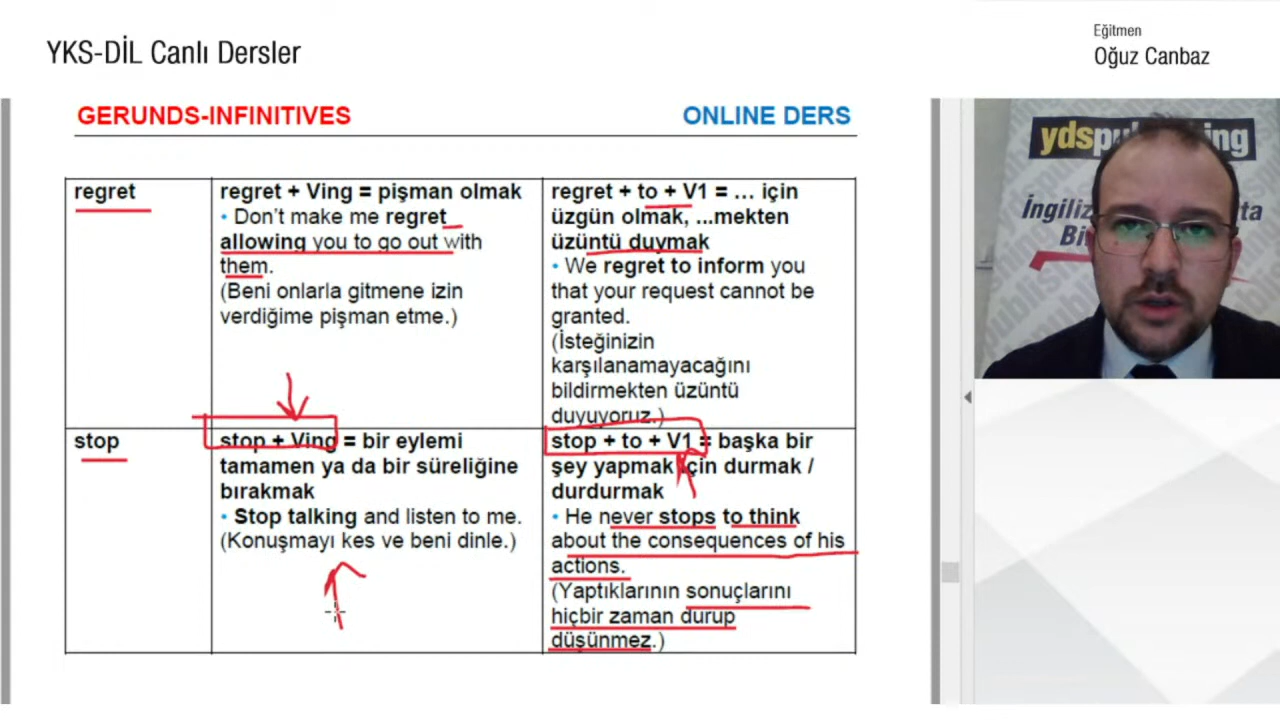 YKS-DİL Canlı Dersler
Eğitmen
Oğuz Canbaz
GERUNDS-INFINITIVES
ONLINE DERS
regret
regret + Ving = pişman olmak
• Don't make me regret
allowing you to go out with
them.
(Beni onlarla gitmene izin
verdiğime pişman etme.)
regret + to + V1 = ... için
üzgün olmak, ...mekten
üzüntü duymak
• We regret to inform you
that your request cannot be
granted.
(İsteğinizin
karşılanamayacağını
bildirmekten üzüntü
duyuyoruz.)
stop
stop + Ving = bir eylemi
tamamen ya da bir süreliğine
bırakmak
• Stop talking and listen to me.
(Konuşmayı kes ve beni dinle.)
stop + to + V1 = başka bir
şey yapmak için durmak /
durdurmak
• He never stops to think
about the consequences of his
actions.
(Yaptıklarının sonuçlarını
hiçbir zaman durup
düşünmez.)